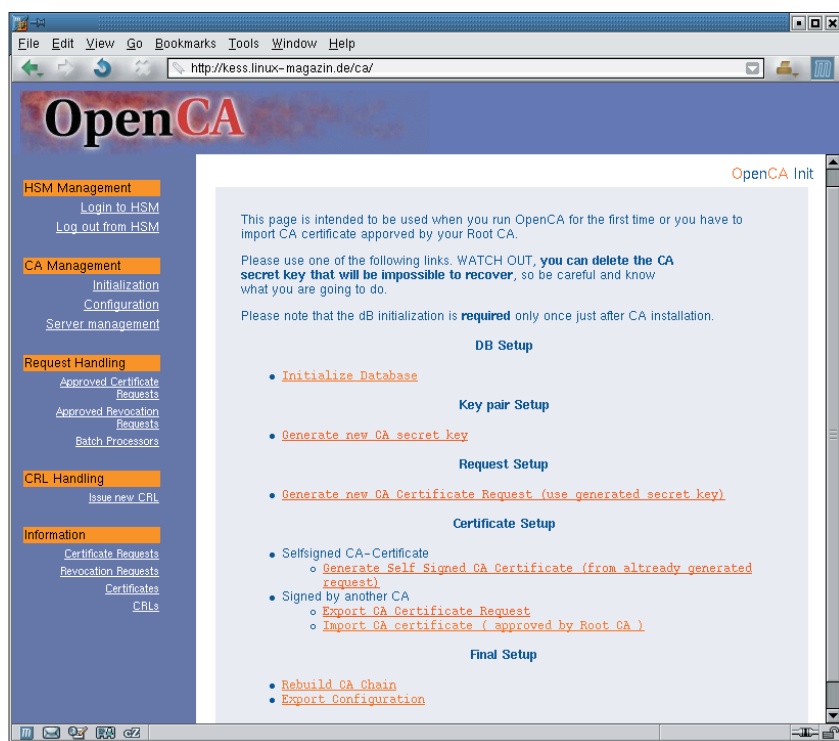 File Edit View Go Bookmarks Tools Window Help
http://kess.linux-magazin.de/ca/
OpenCA
OpenCA Init
HSM Management
Login to HSM
Log out from HSM
CA Management
Initialization
Configuration
Server management
Request Handling
Approved Certificate
Requests
Approved Revocation
Requests
Batch Processors
CRL Handling
Issue new CRL
Information
Certificate Requests
Revocation Requests
Certificates
CRLs
This page is intended to be used when you run OpenCA for the first time or you have to
import CA certificate apporved by your Root CA.
Please use one of the following links. WATCH OUT, you can delete the CA
secret key that will be impossible to recover, so be careful and know
what you are going to do.
Please note that the dB initialization is required only once just after CA installation.
DB Setup
Initialize Database
Key pair Setup
Generate new CA secret key
Request Setup
Generate new CA Certificate Request (use generated secret key)
Certificate Setup
Selfsigned CA-Certificate
Generate Self Signed CA Certificate (from altready generated
request)
Signed by another CA
Export CA Certificate Request
Import CA certificate ( approved by Root CA )
Final Setup
Rebuild CA Chain
Export Configuration